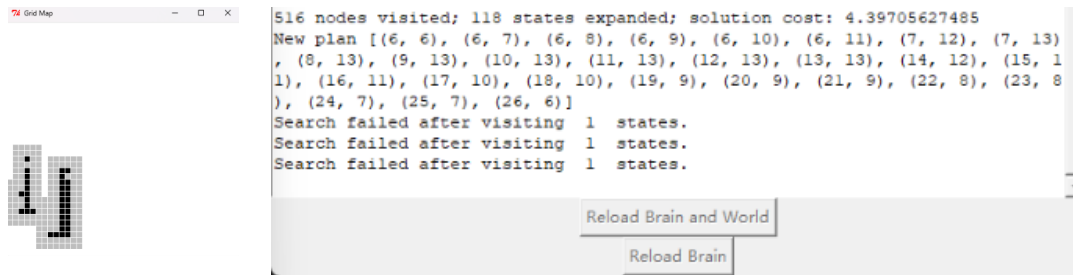 Grid Map
516 nodes visited; 118 states expanded; solution cost: 4.39705627485
New plan [(6, 6), (6, 7), (6, 8), (6, 9), (6, 10), (6, 11), (7, 12), (7, 13)
, (8, 13), (9, 13), (10, 13), (11, 13), (12, 13), (13, 13), (14, 12), (15, 1
1), (16, 11), (17, 10), (18, 10), (19, 9), (20, 9), (21, 9), (22, 8), (23, 8
), (24, 7), (25, 7), (26, 6)]
Search failed after visiting  1  states.
Search failed after visiting  1  states.
Search failed after visiting  1  states.
Reload Brain and World
Reload Brain